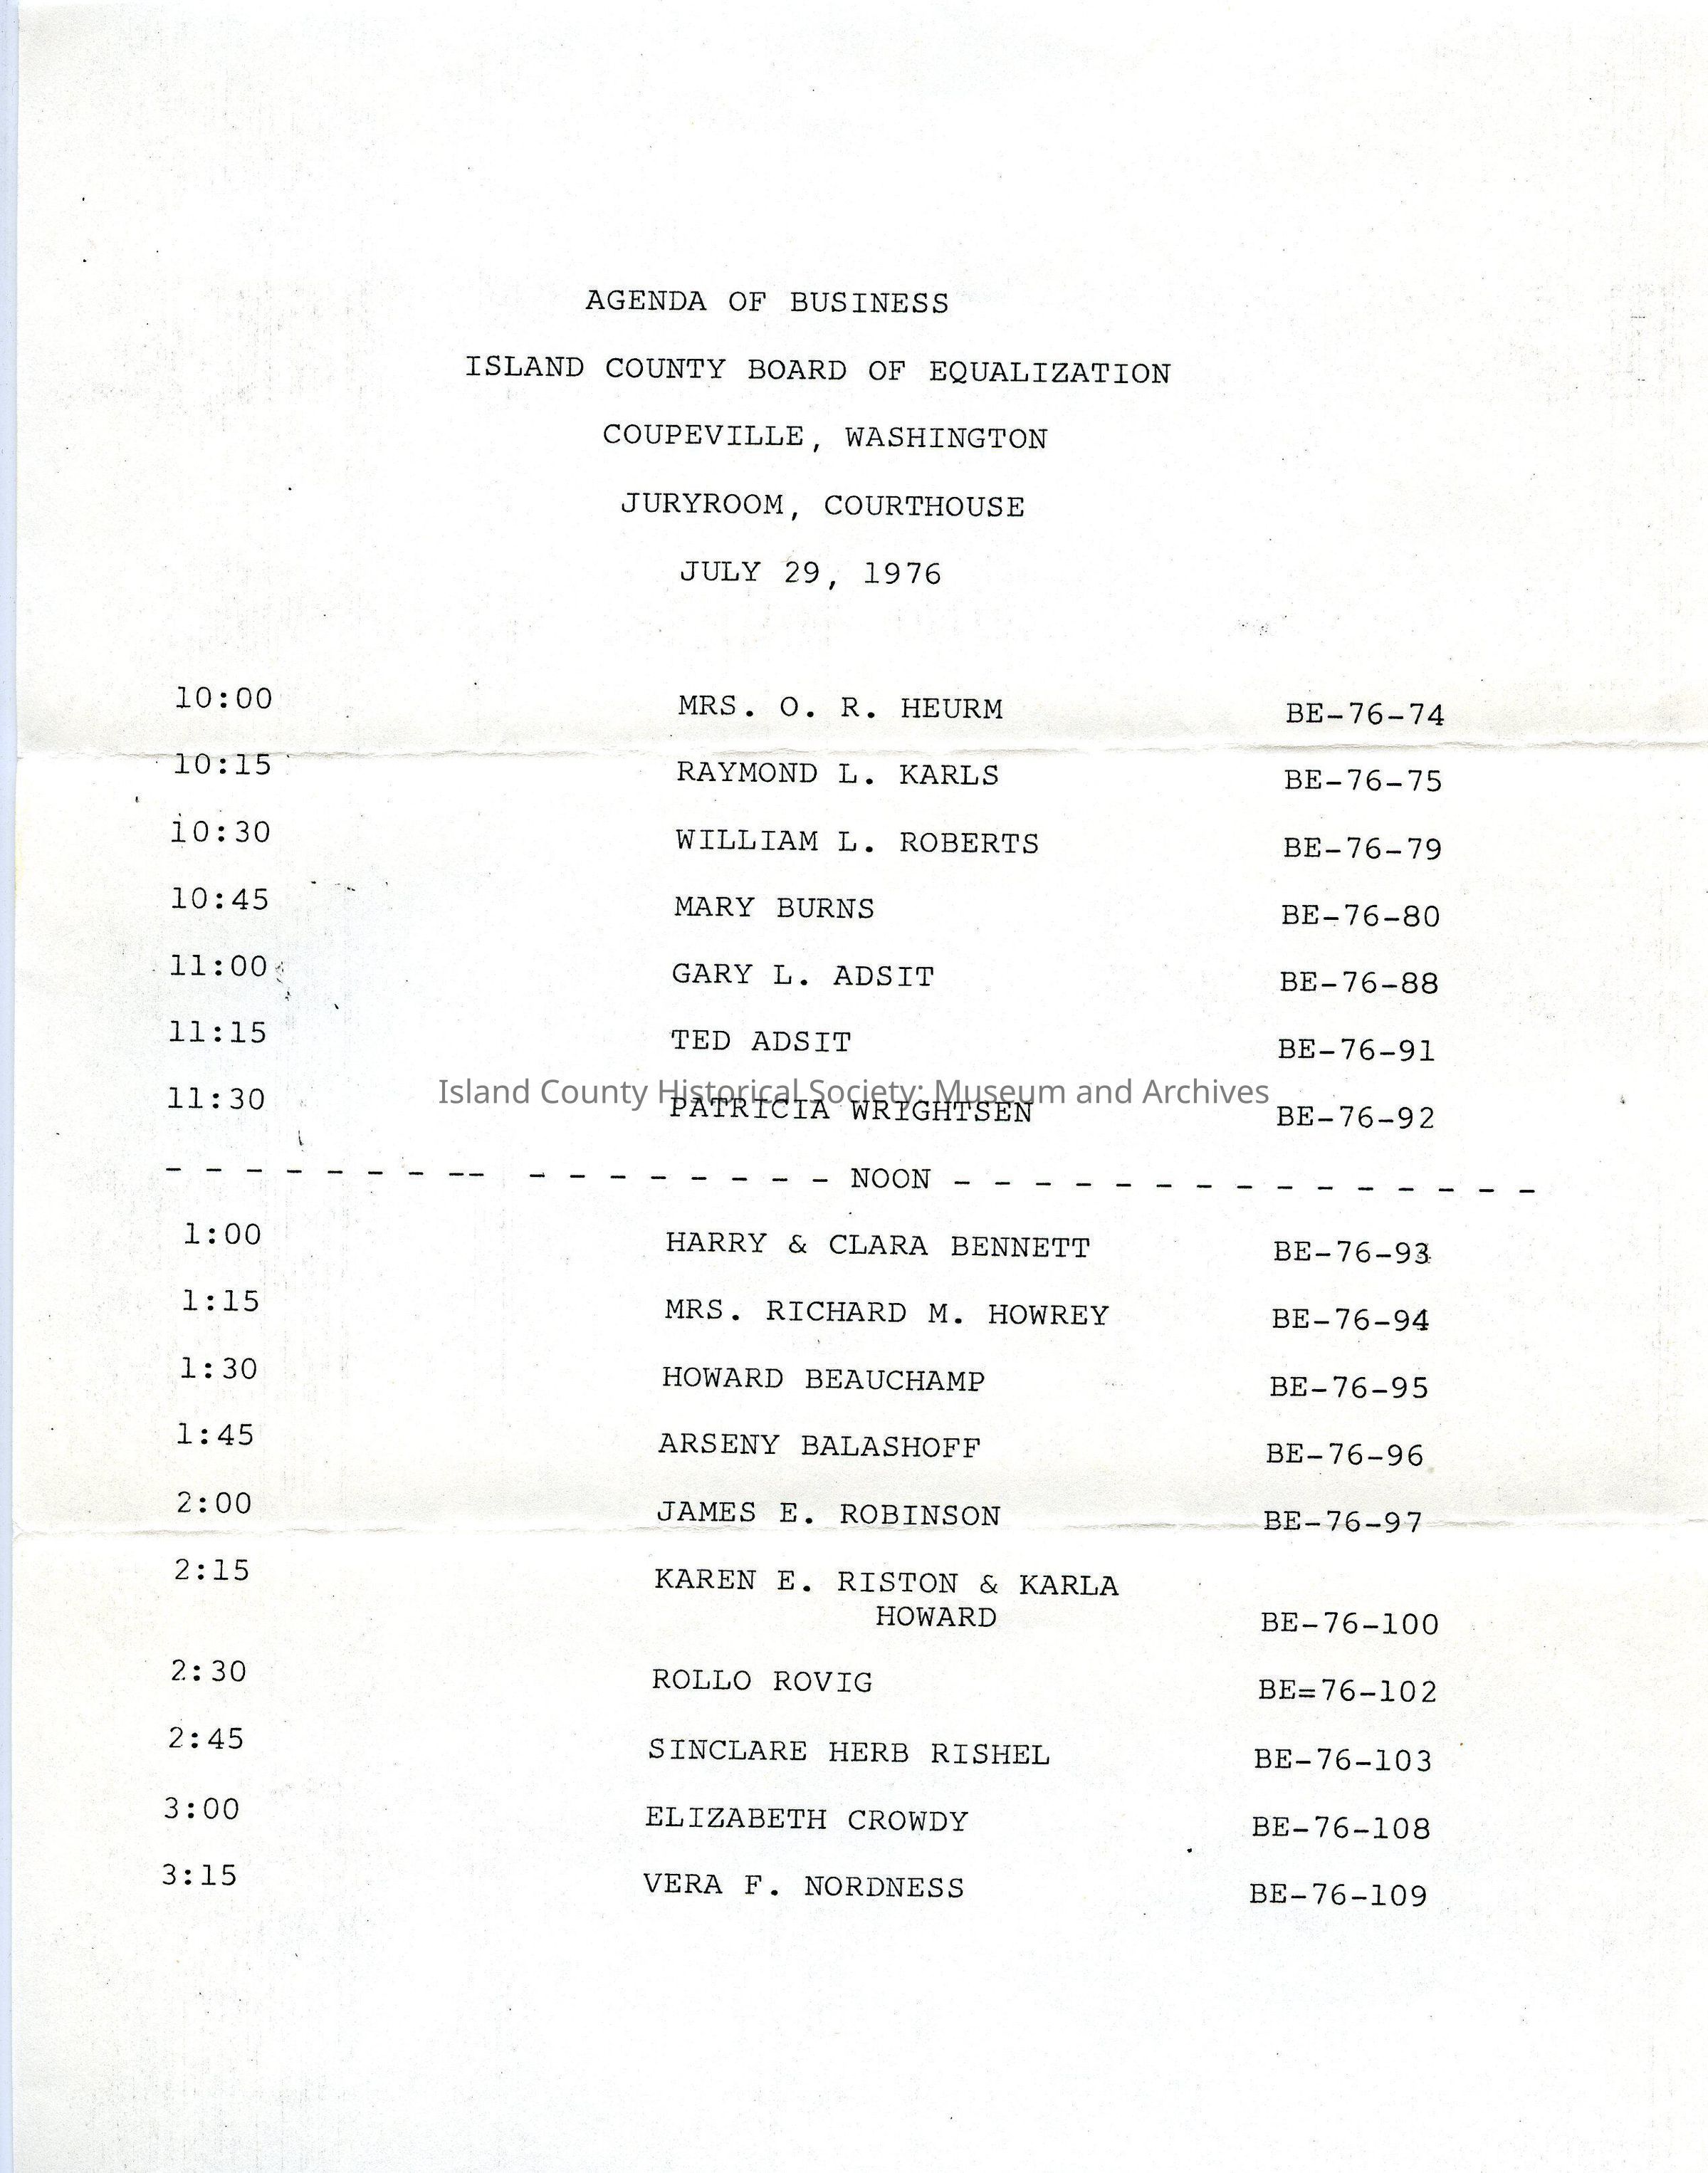 AGENDA OF BUSINESS
ISLAND COUNTY BOARD OF EQUALIZATION
COUPEVILLE, WASHINGTON
JURYROOM, COURTHOUSE
JULY 29, 1976
10:00 MRS. O. R. HEURM BE-76-74
10:15 RAYMOND L. KARLS BE-76-75
10:30 WILLIAM L. ROBERTS BE-76-79
10:45 MARY BURNS BE-76-80
11:00 GARY L. ADSIT BE-76-88
11:15 TED ADSIT BE-76-91
Island County Historical Society: Museum and Archives
11:30 PATRICIA WRIGHTSEN BE-76-92
- - - - - - - -- - - - - - - - - NOON - - - - - - - - - - - - - - -
1:00 HARRY & CLARA BENNETT BE-76-93
1:15 MRS. RICHARD M. HOWREY BE-76-94
1:30 HOWARD BEAUCHAMP BE-76-95
1:45 ARSENY BALASHOFF BE-76-96
2:00 JAMES E. ROBINSON BE-76-97
2:15 KAREN E. RISTON & KARLA
HOWARD BE-76-100
2:30 ROLLO ROVIG BE=76-102
2:45 SINCLARE HERB RISHEL BE-76-103
3:00 ELIZABETH CROWDY BE-76-108
3:15 VERA F. NORDNESS BE-76-109